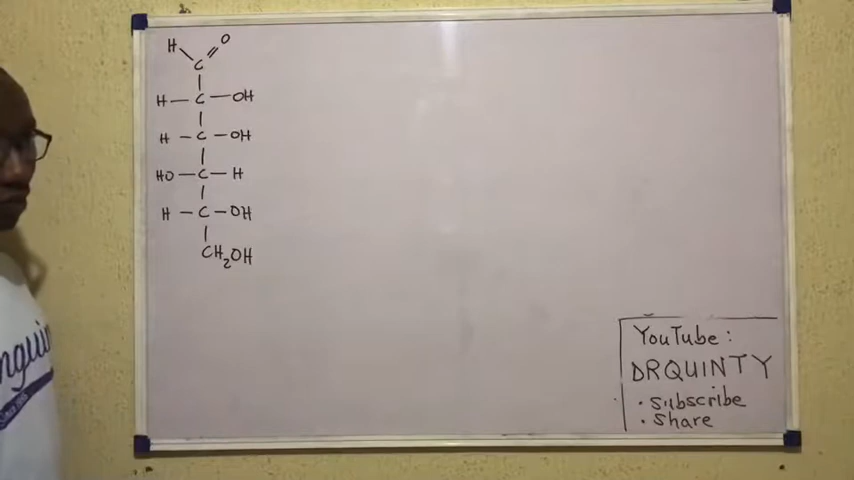 H O
C
H — C — OH
H — C — OH
HO — C — H
H — C — OH
CH2OH
YouTube:
DRQUINTY
• Subscribe
• Share